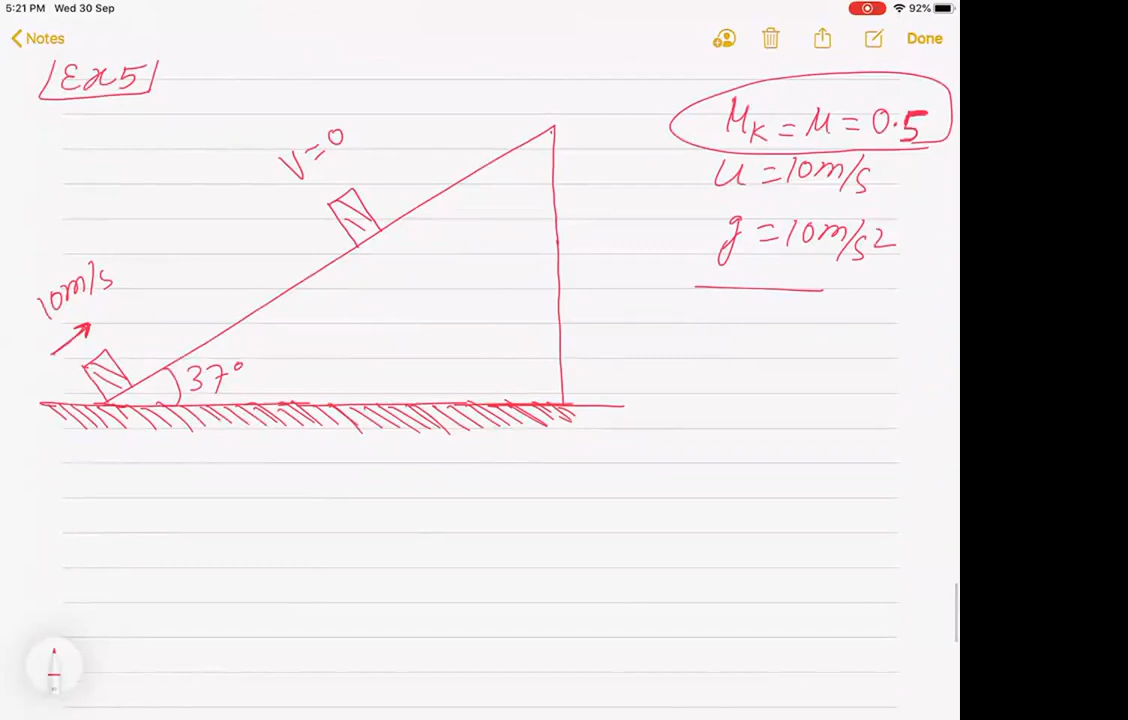 5:21 PM Wed 30 Sep
92%
Notes
Done
Ex5
μK = μ = 0.5
u = 10m/s
g = 10m/s2
V=0
10m/s
37°